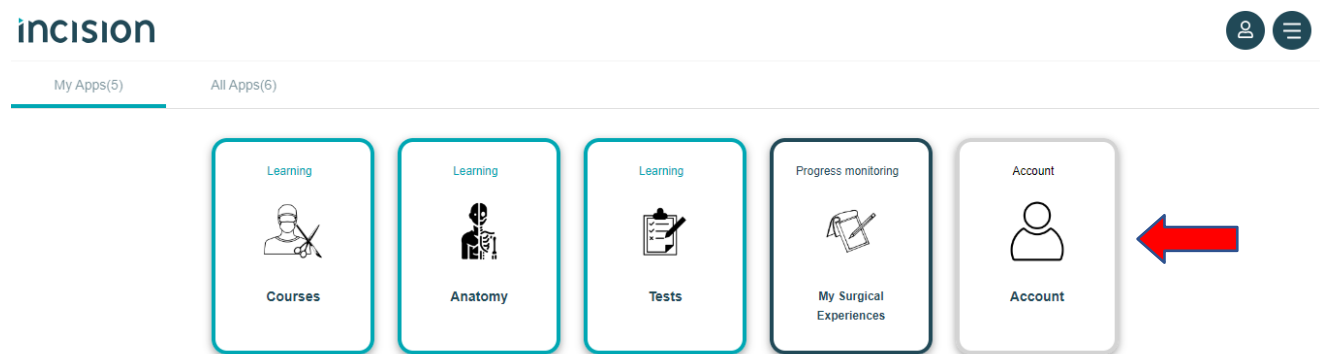 incision
My Apps(5)
All Apps(6)
Learning
Courses
Learning
Anatomy
Learning
Tests
Progress monitoring
My Surgical
Experiences
Account
Account